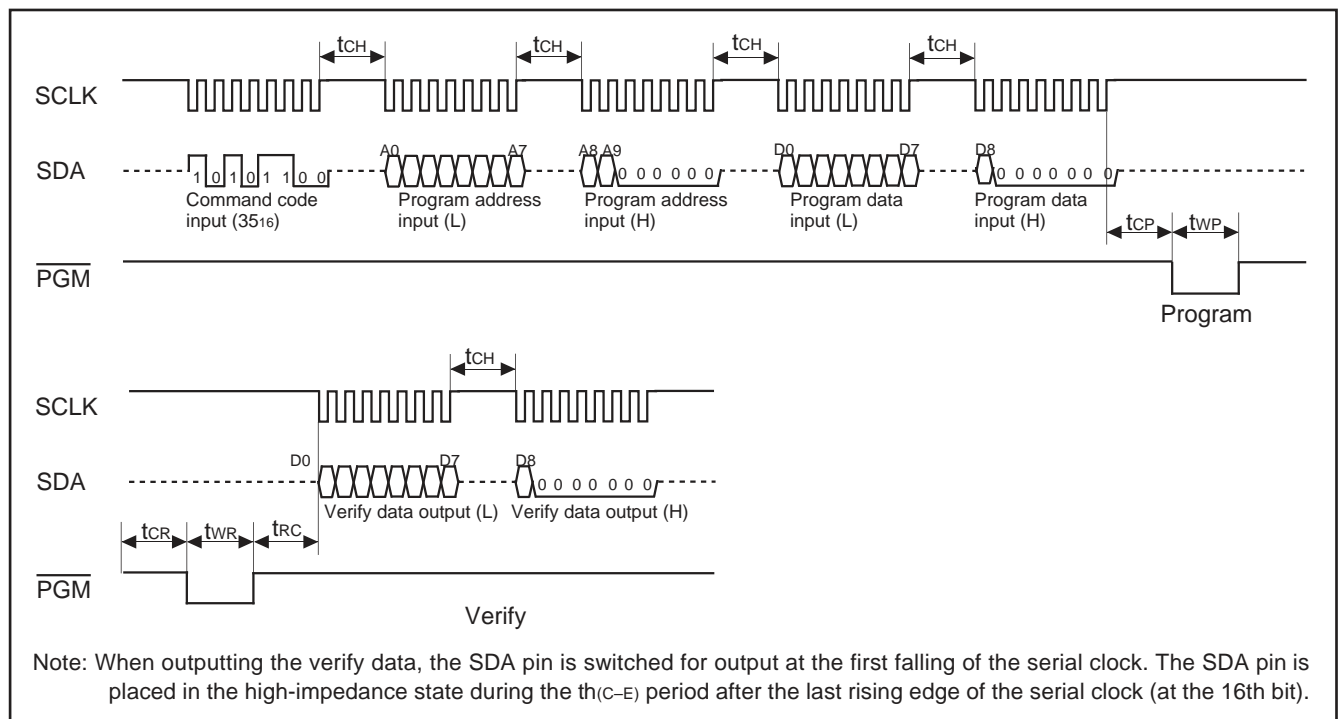 tCH tCH tCH tCH
SCLK
SDA
1 0 1 0 1 1 0 0
A0 A7
A8 A9 0 0 0 0 0 0
D0 D7
D8 0 0 0 0 0 0 0
Command code
input (3516)
Program address
input (L)
Program address
input (H)
Program data
input (L)
Program data
input (H)
tCP tWP
PGM
Program
tCH
SCLK
SDA
D0 D7
D8 0 0 0 0 0 0 0
Verify data output (L) Verify data output (H)
tCR tWR tRC
PGM
Verify
Note: When outputting the verify data, the SDA pin is switched for output at the first falling of the serial clock. The SDA pin is
placed in the high-impedance state during the th(C–E) period after the last rising edge of the serial clock (at the 16th bit).